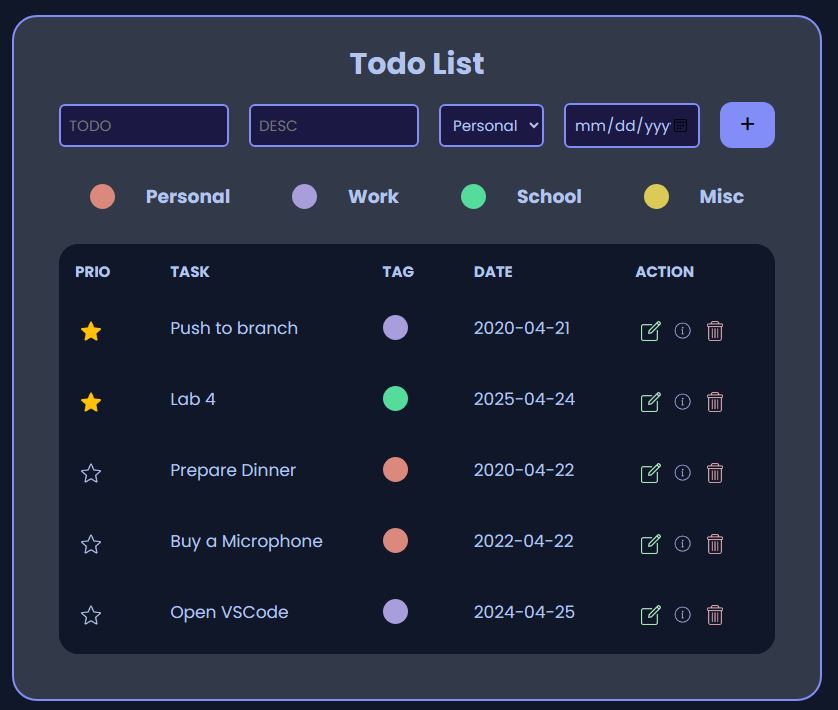 Todo List
TODO DESC Personal mm/dd/yyy +
Personal Work School Misc
PRIO TASK TAG DATE ACTION
Push to branch 2020-04-21
Lab 4 2025-04-24
Prepare Dinner 2020-04-22
Buy a Microphone 2022-04-22
Open VSCode 2024-04-25